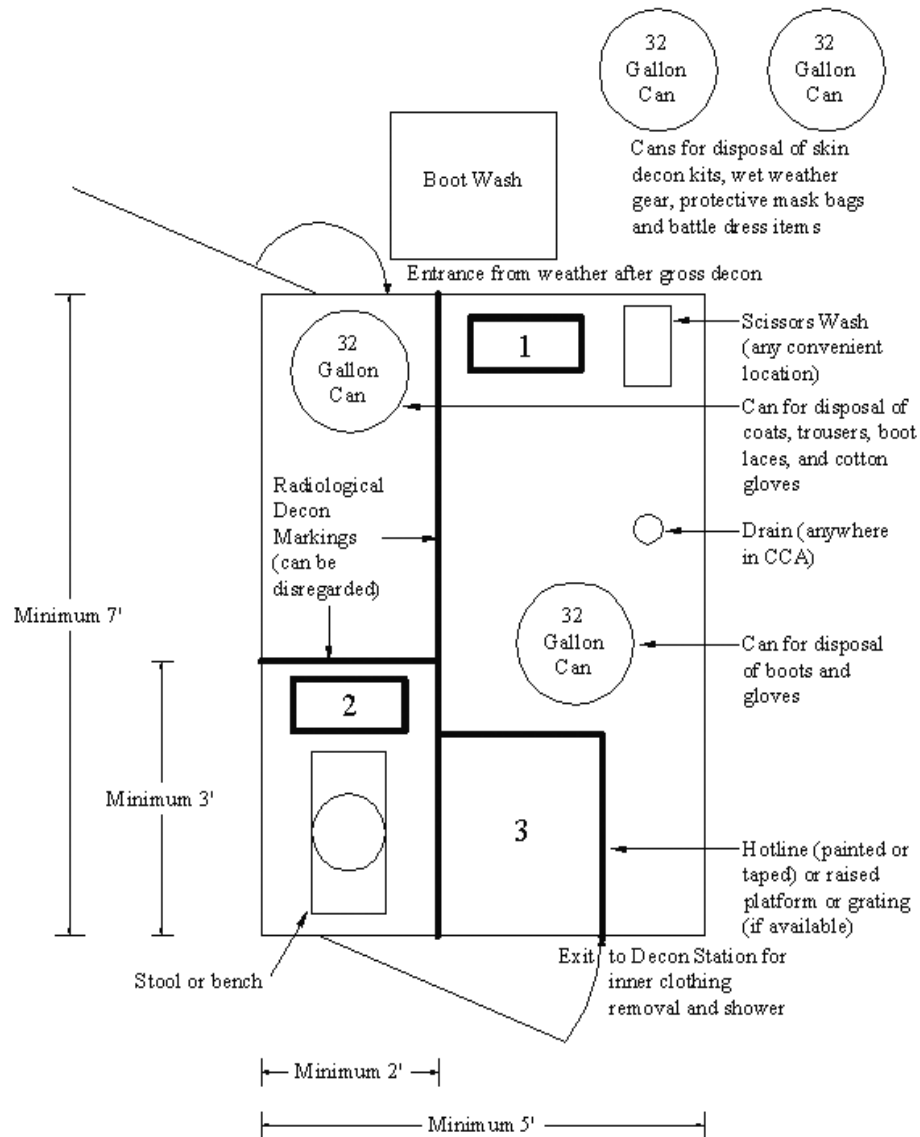 32
Gallon
Can
32
Gallon
Can
Cans for disposal of skin
decon kits, wet weather
gear, protective mask bags
and battle dress items
Boot Wash
Entrance from weather after gross decon
32
Gallon
Can
1
Scissors Wash
(any convenient
location)
Can for disposal of
coats, trousers, boot
laces, and cotton
gloves
Radiological
Decon
Markings
(can be
disregarded)
Drain (anywhere
in CCA)
Minimum 7'
32
Gallon
Can
Can for disposal
of boots and
gloves
2
Minimum 3'
3
Hotline (painted or
taped) or raised
platform or grating
(if available)
Stool or bench
Exit to Decon Station for
inner clothing
removal and shower
Minimum 2'
Minimum 5'